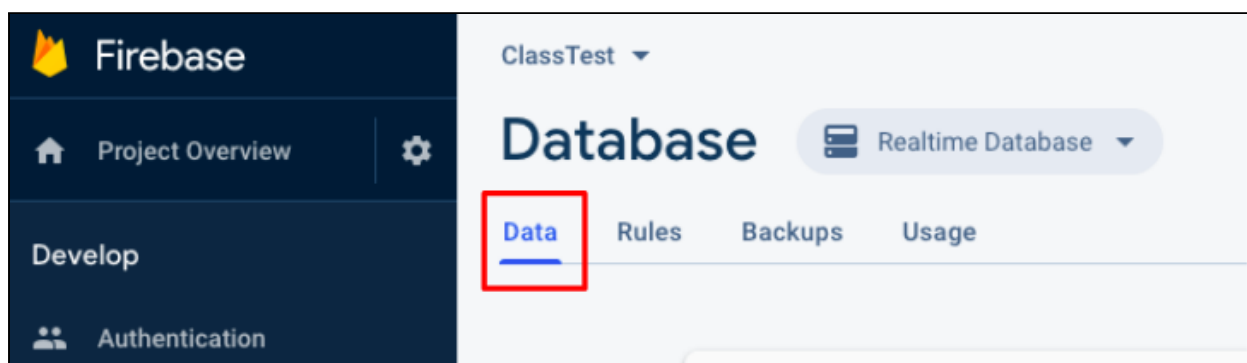 Firebase
Project Overview
Develop
Authentication
ClassTest
Database
Realtime Database
Data Rules Backups Usage